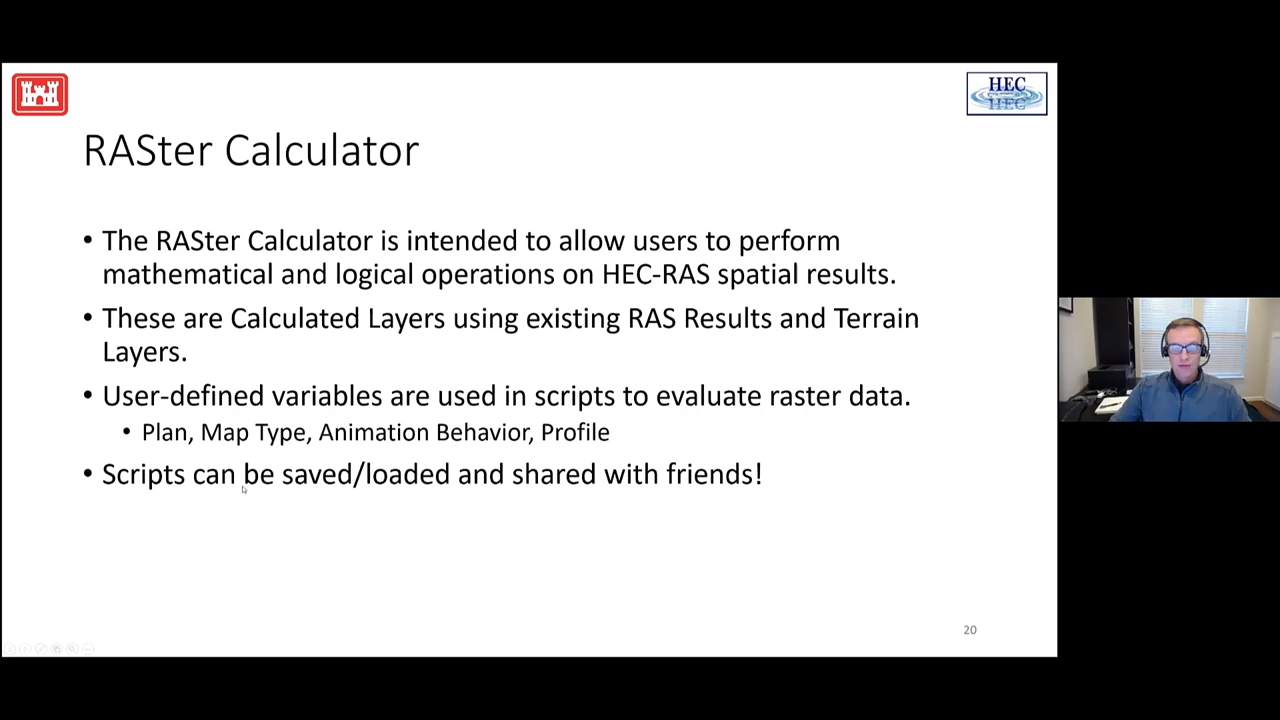 HEC
HEC
RASter Calculator
• The RASter Calculator is intended to allow users to perform
mathematical and logical operations on HEC-RAS spatial results.
• These are Calculated Layers using existing RAS Results and Terrain
Layers.
• User-defined variables are used in scripts to evaluate raster data.
• Plan, Map Type, Animation Behavior, Profile
• Scripts can be saved/loaded and shared with friends!
20